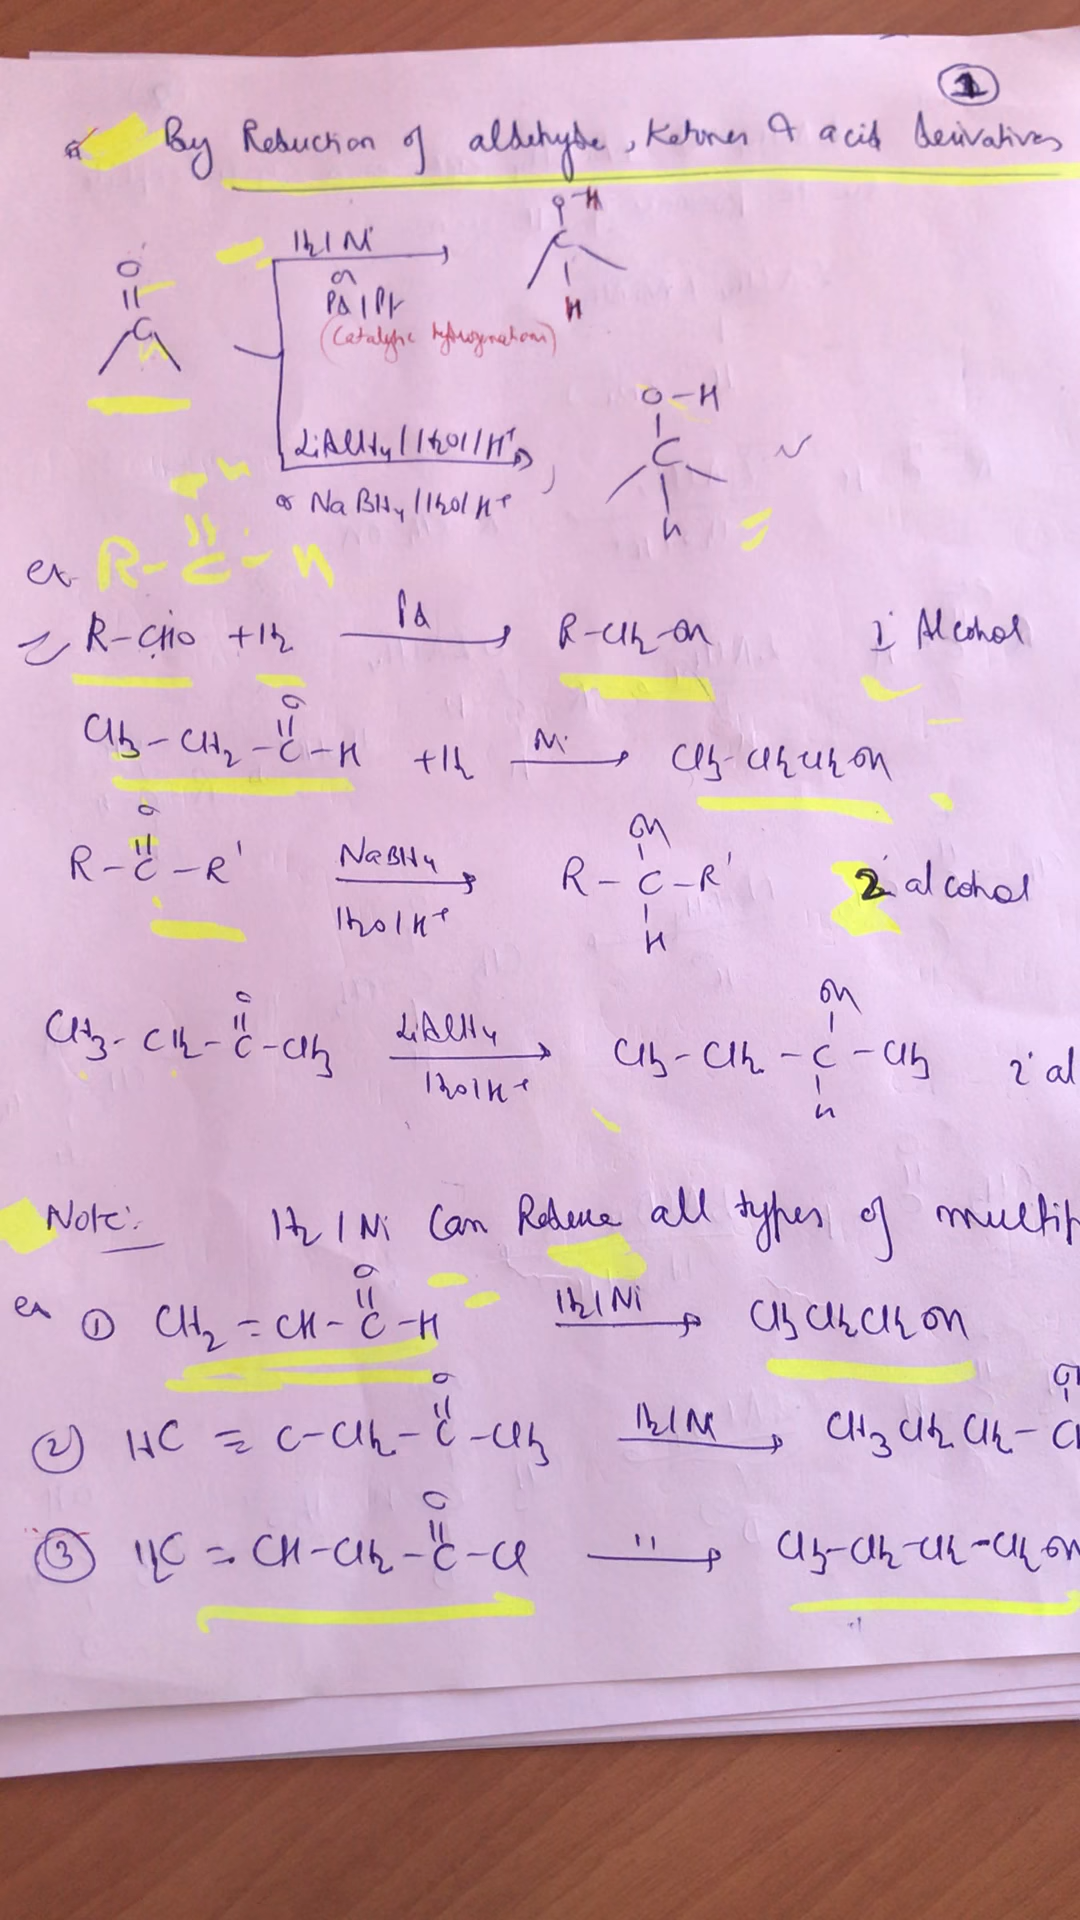 1
By Reduction of aldehyde, Ketones & acid derivatives
O
||
C
H2 / Ni
or
Pd / Pt
(Catalytic hydrogenation)
O-H
C
H
LiAlH4 / H2O / H+
or NaBH4 / H2O / H+
O-H
C
H
ex R-C-H
R-CHO + H2 Pd R-CH2-OH 1° Alcohol
O
||
CH3-CH2-C-H + H2 Ni CH3-CH2CH2OH
O
||
R-C-R' NaBH4 H2O / H+
OH
R-C-R' 2° alcohol
H
O
||
CH3-CH2-C-CH3 LiAlH4 H2O / H+
OH
CH3-CH2-C-CH3 2° al
H
Note: H2 / Ni Can Reduce all types of multip
ex ① CH2=CH-C-H H2 / Ni CH3CH2CH2OH
O
||
② HC≡C-CH2-C-CH3 H2 / Ni CH3CH2CH2-
O
||
③ H2C=CH-CH2-C-Cl " CH3-CH2-CH2-CH2OH
O
||